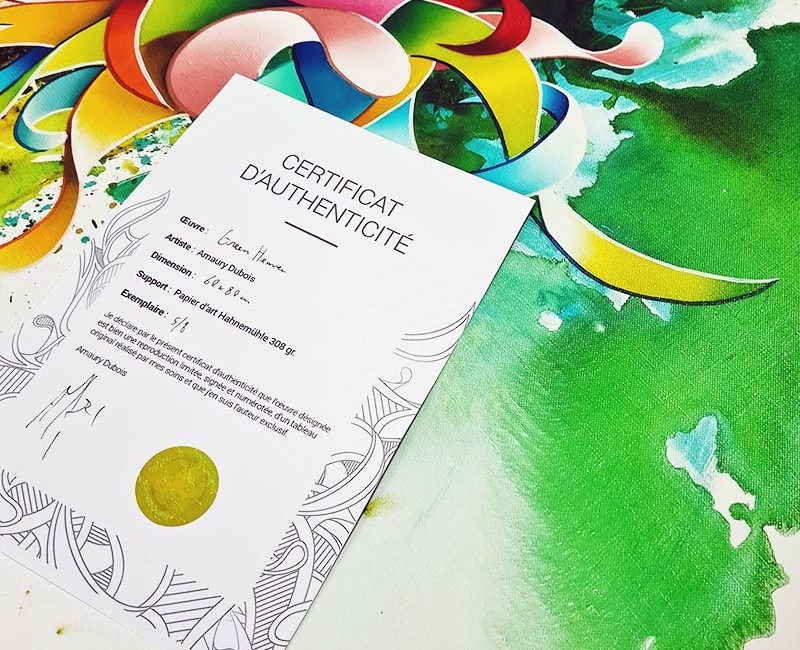 CERTIFICAT
D'AUTHENTICITÉ
Œuvre : Green Heaven
Artiste : Amaury Dubois
Dimension : 60 x 80 cm
Support : Papier d'art Hahnemühle 308 gr.
Exemplaire : 5/8
Je déclare par le présent certificat d'authenticité que l'œuvre désignée
est bien une reproduction limitée, signée et numérotée, d'un tableau
original réalisé par mes soins et que j'en suis l'auteur exclusif.
Amaury Dubois